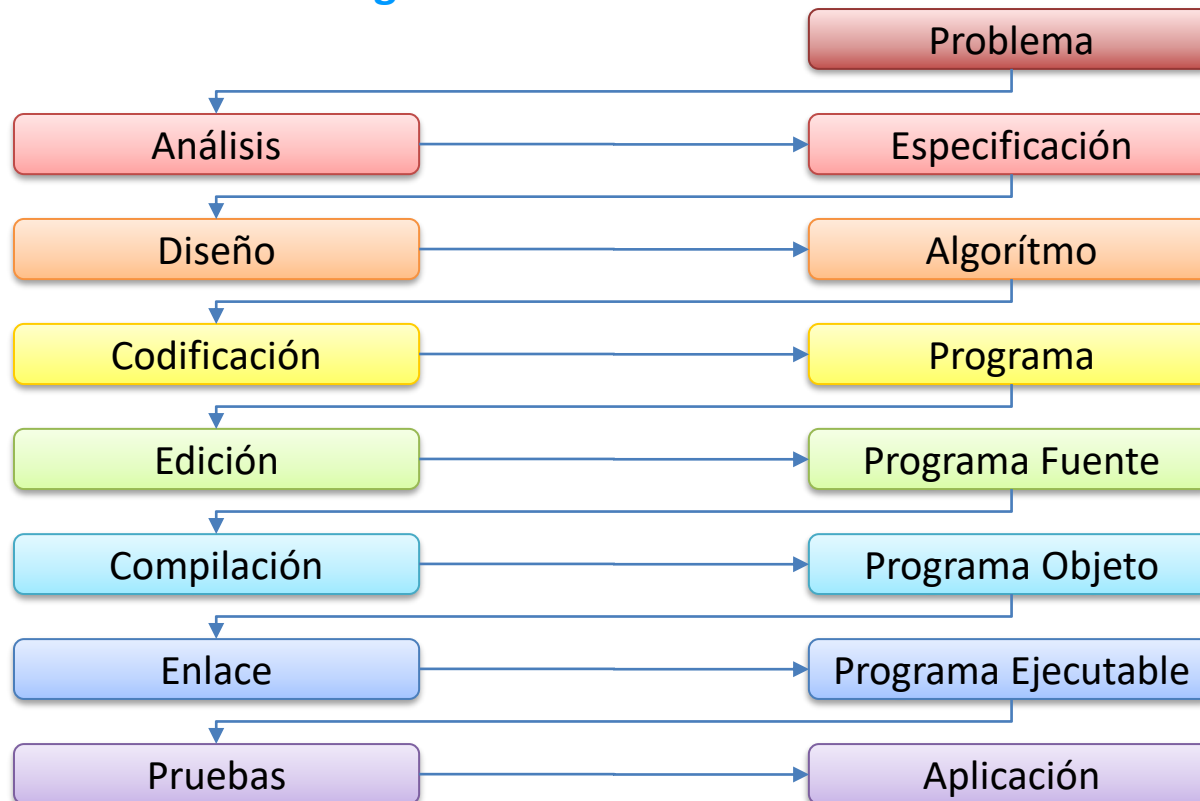 Problema
Análisis
Especificación
Diseño
Algorítmo
Codificación
Programa
Edición
Programa Fuente
Compilación
Programa Objeto
Enlace
Programa Ejecutable
Pruebas
Aplicación